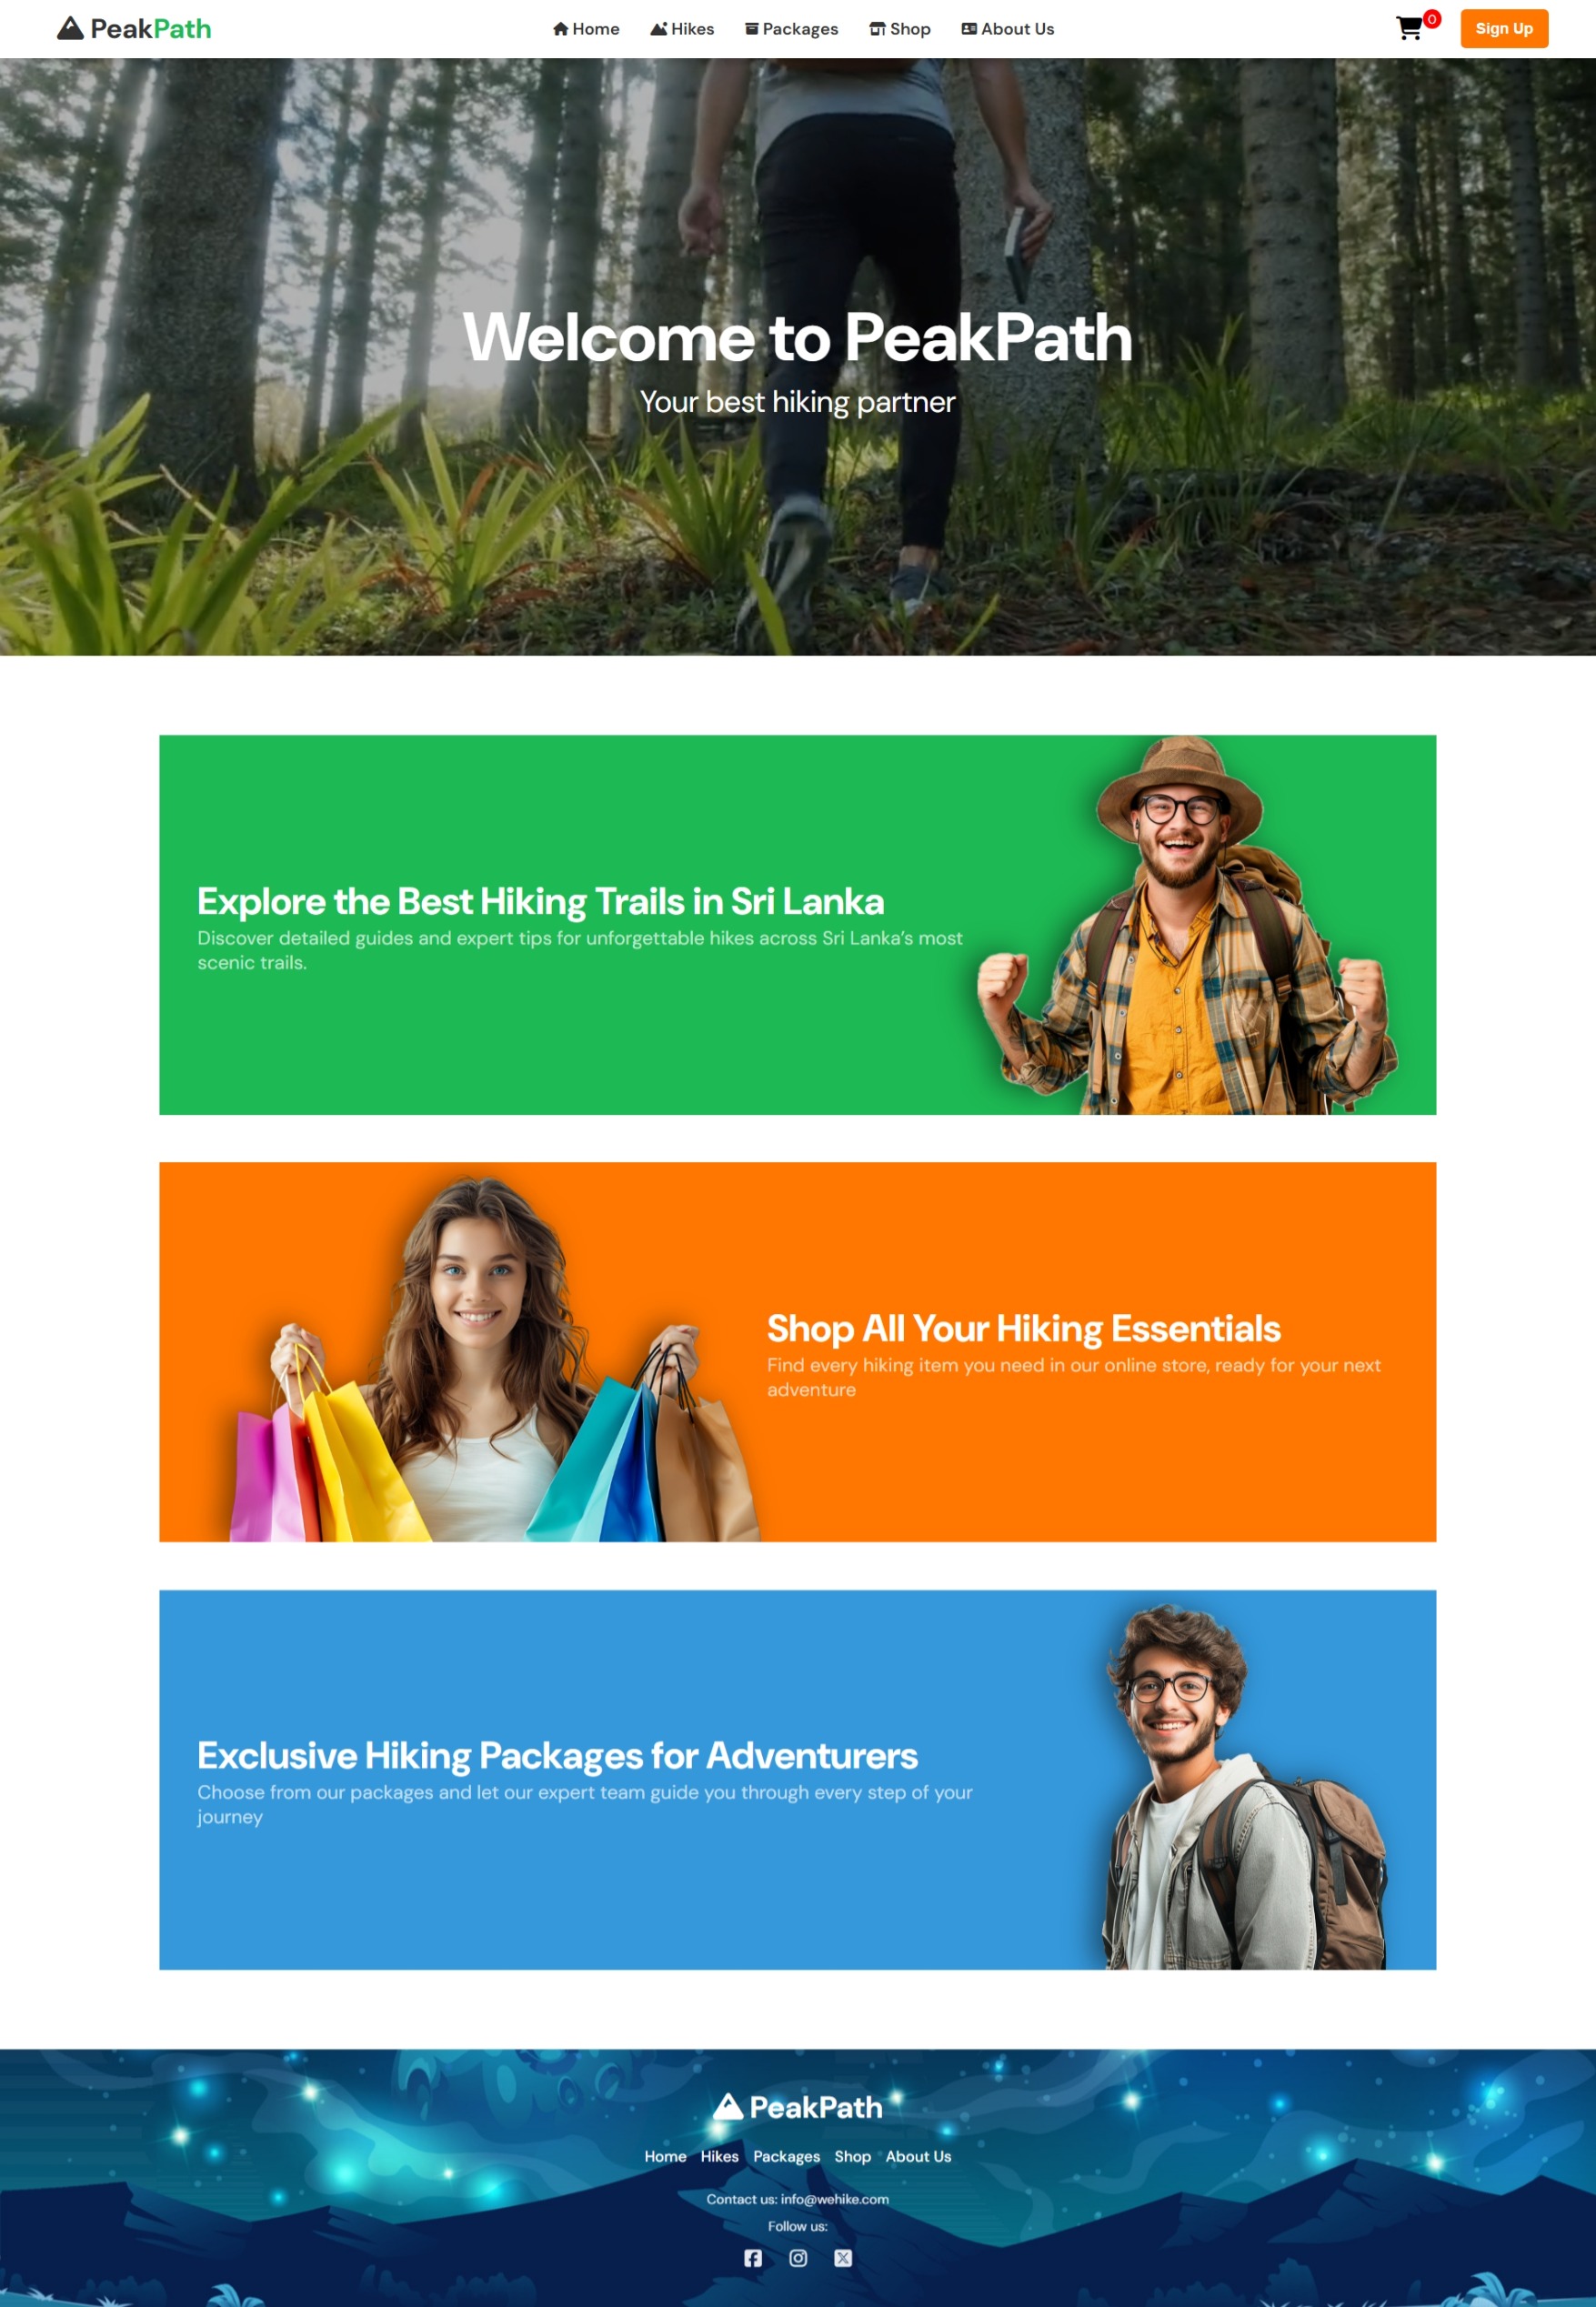 PeakPath
Home
Hikes
Packages
Shop
About Us
0
Sign Up
Welcome to PeakPath
Your best hiking partner
Explore the Best Hiking Trails in Sri Lanka
Discover detailed guides and expert tips for unforgettable hikes across Sri Lanka’s most
scenic trails.
Shop All Your Hiking Essentials
Find every hiking item you need in our online store, ready for your next
adventure
Exclusive Hiking Packages for Adventurers
Choose from our packages and let our expert team guide you through every step of your
journey
PeakPath
Home Hikes Packages Shop About Us
Contact us: info@wehike.com
Follow us: